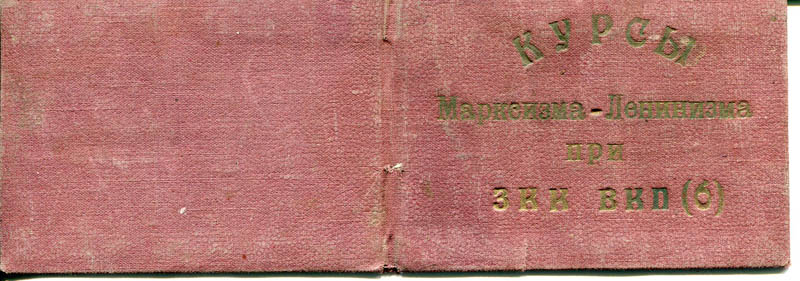 КУРСЫ
Марксизма-Ленинизма
при
ЗКК ВКП(б)